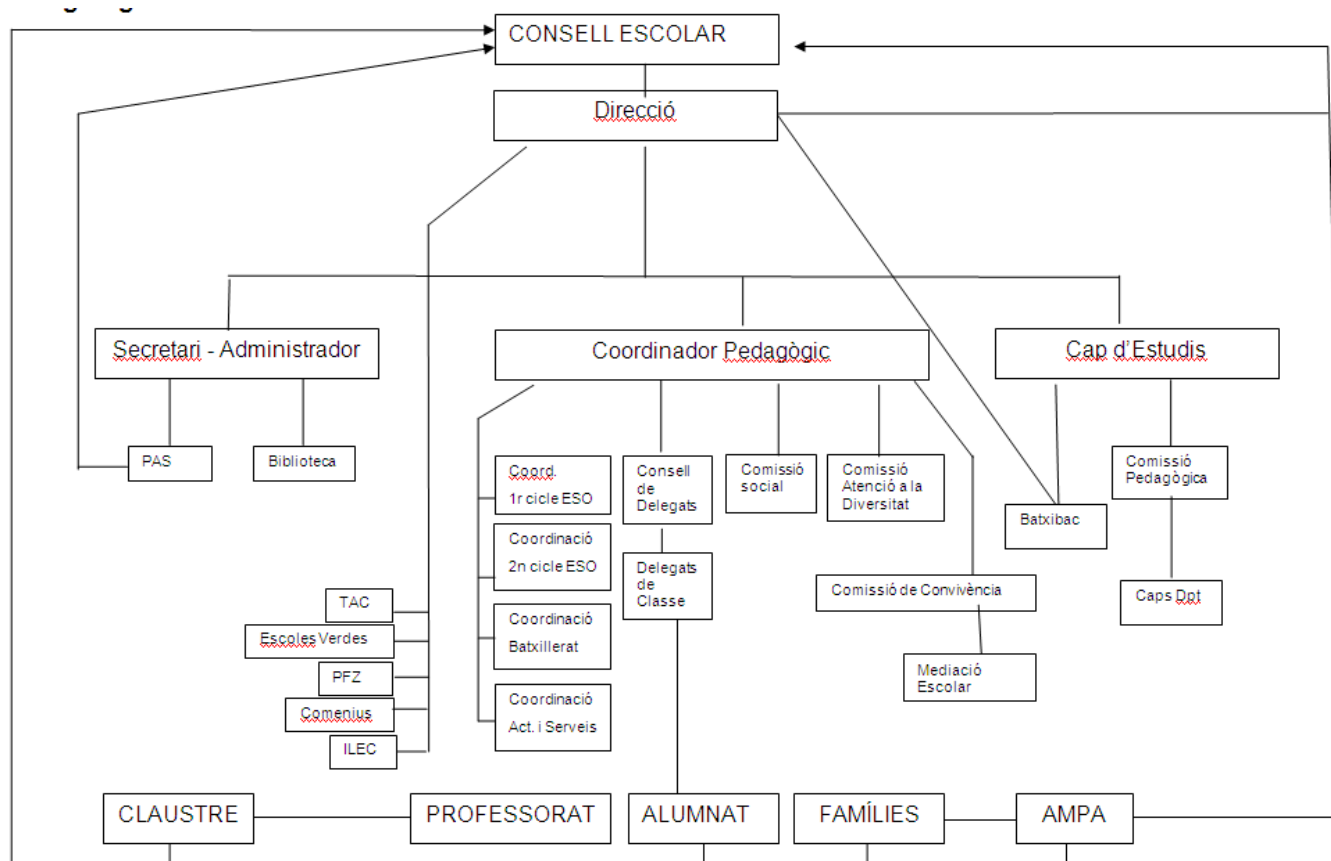 CONSELL ESCOLAR
Direcció
Secretari - Administrador
Coordinador Pedagògic
Cap d'Estudis
PAS
Biblioteca
Coord.
1r cicle ESO
Consell
de
Delegats
Comissió
social
Comissió
Atenció a la
Diversitat
Comissió
Pedagògica
Batxibac
Coordinació
2n cicle ESO
Delegats
de
Classe
Comissió de Convivència
Caps Dpt
TAC
Escoles Verdes
PFZ
Comenius
ILEC
Coordinació
Batxillerat
Mediació
Escolar
Coordinació
Act. i Serveis
CLAUSTRE
PROFESSORAT
ALUMNAT
FAMÍLIES
AMPA